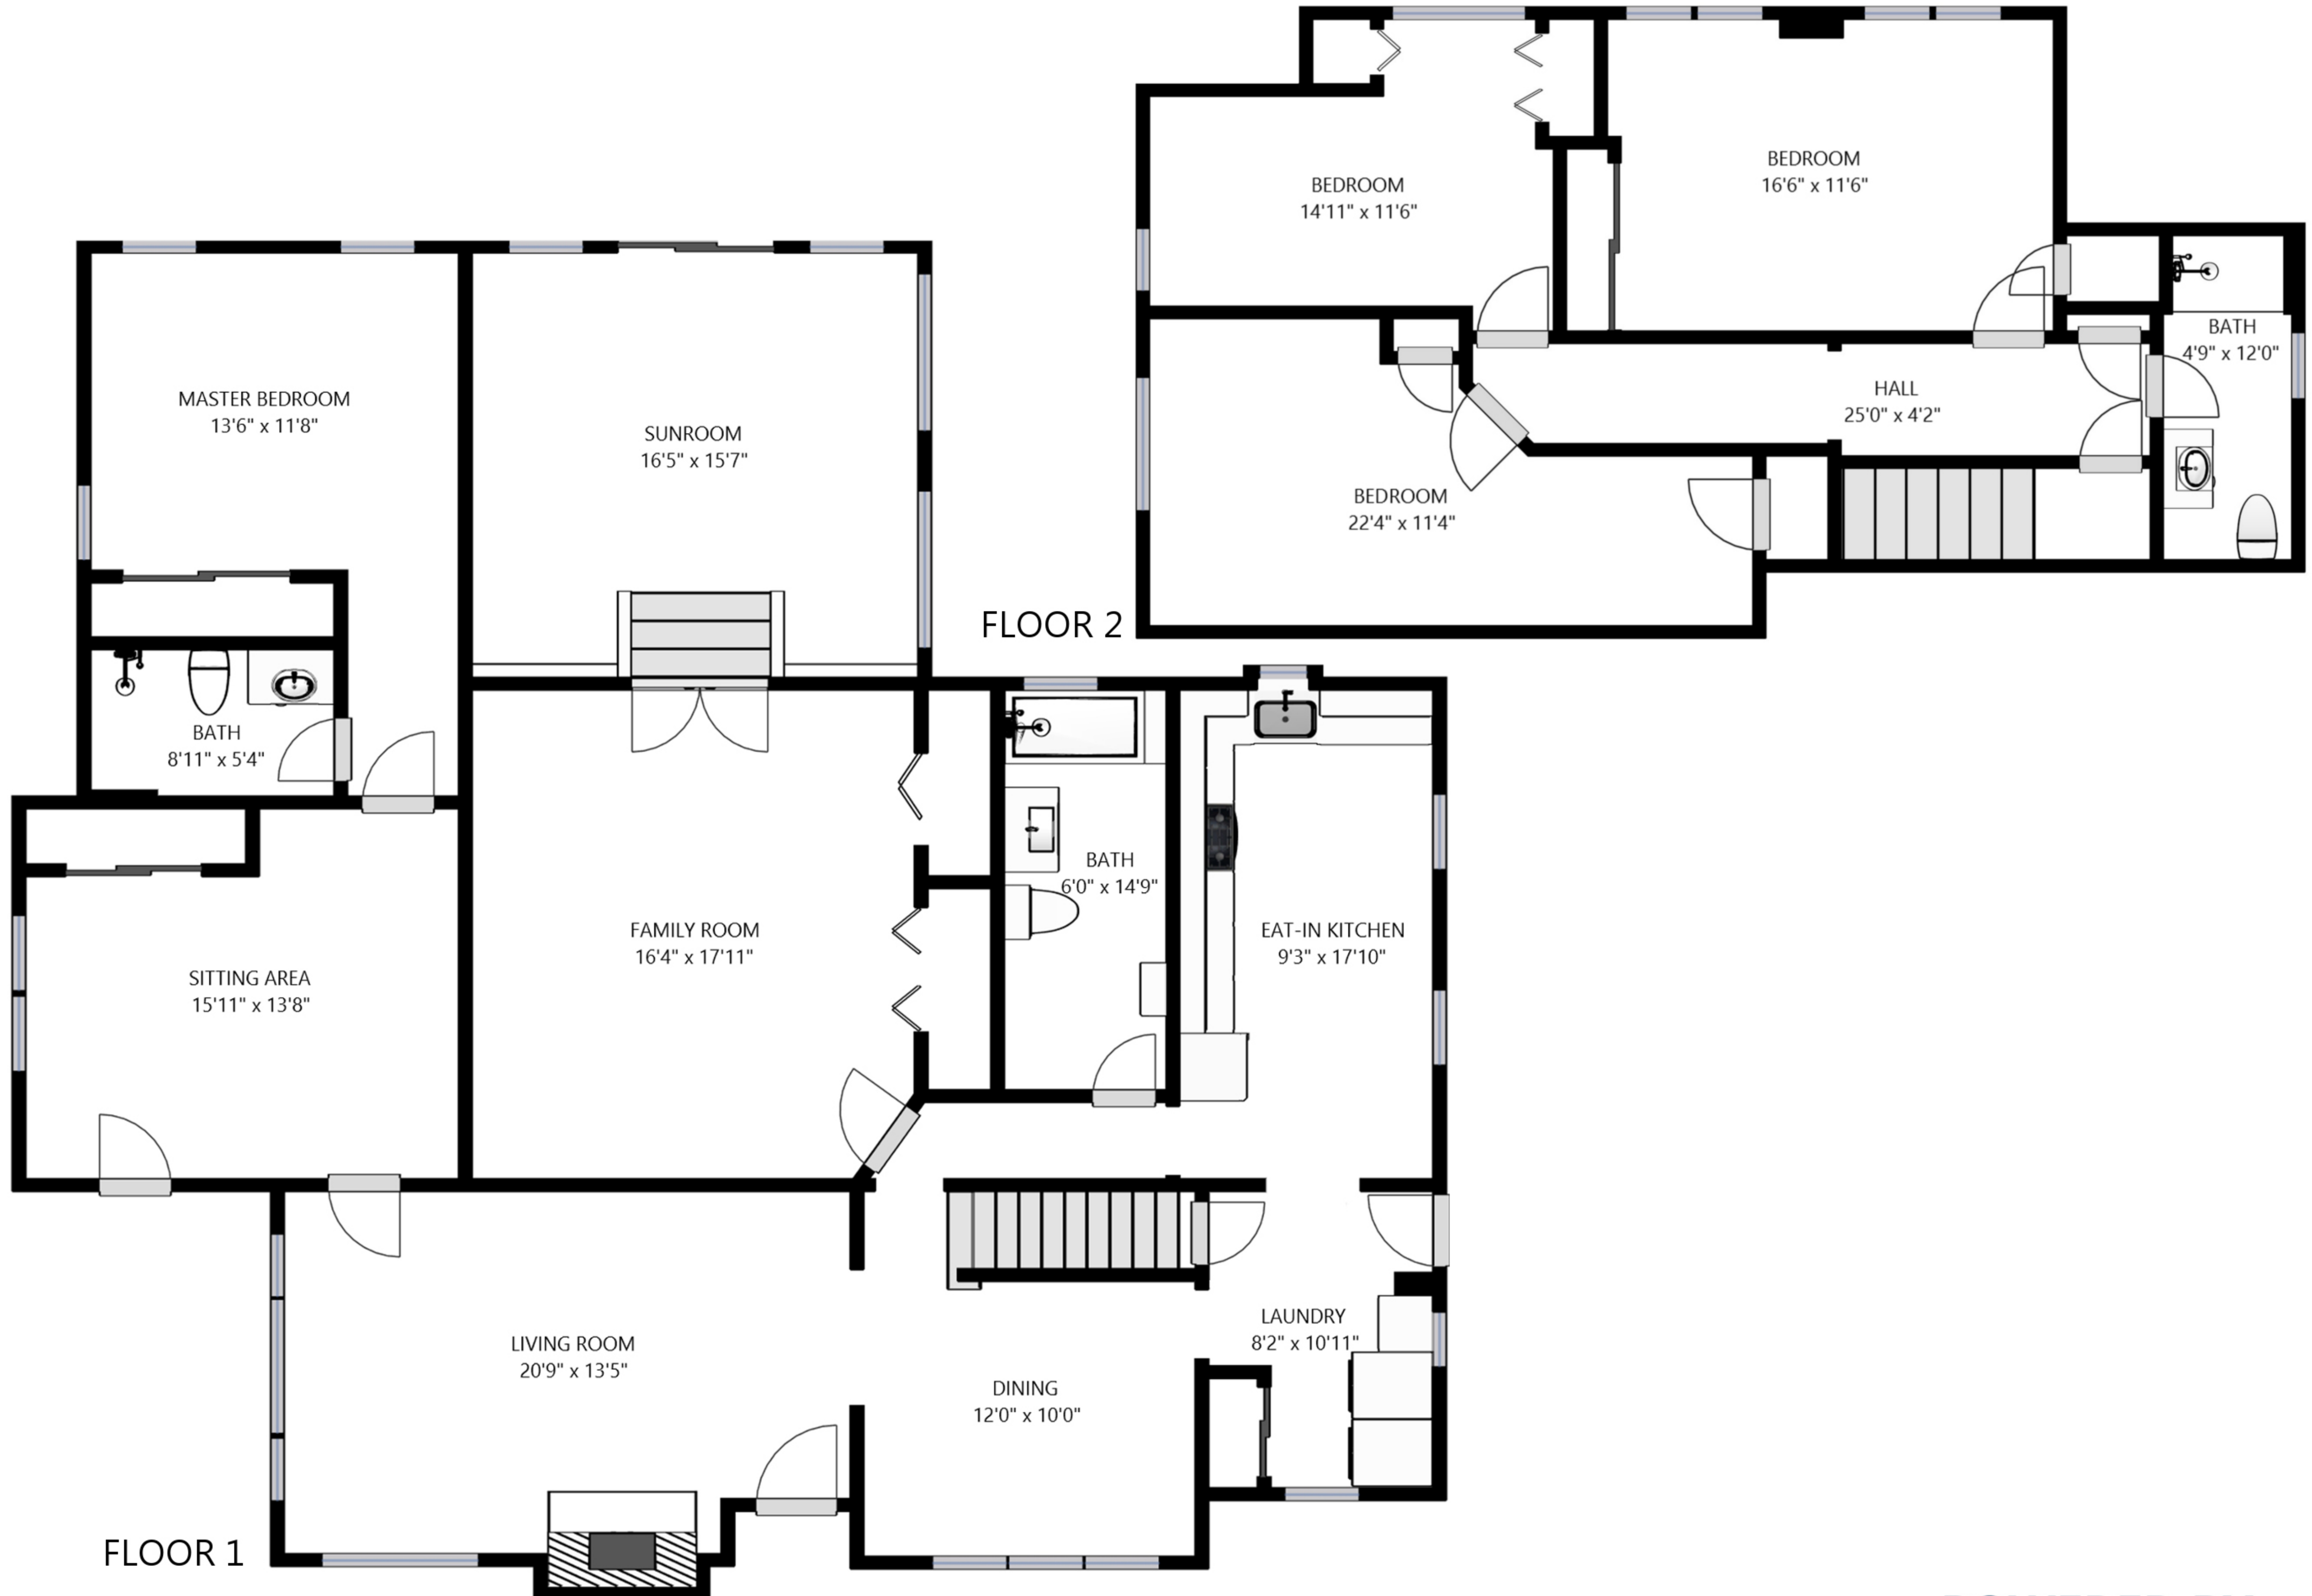 BEDROOM
16'6" x 11'6"
BEDROOM
14'11" x 11'6"
BATH
4'9" x 12'0"
HALL
25'0" x 4'2"
BEDROOM
22'4" x 11'4"
FLOOR 2
MASTER BEDROOM
13'6" x 11'8"
SUNROOM
16'5" x 15'7"
BATH
8'11" x 5'4"
BATH
6'0" x 14'9"
FAMILY ROOM
16'4" x 17'11"
EAT-IN KITCHEN
9'3" x 17'10"
SITTING AREA
15'11" x 13'8"
LAUNDRY
8'2" x 10'11"
LIVING ROOM
20'9" x 13'5"
DINING
12'0" x 10'0"
FLOOR 1